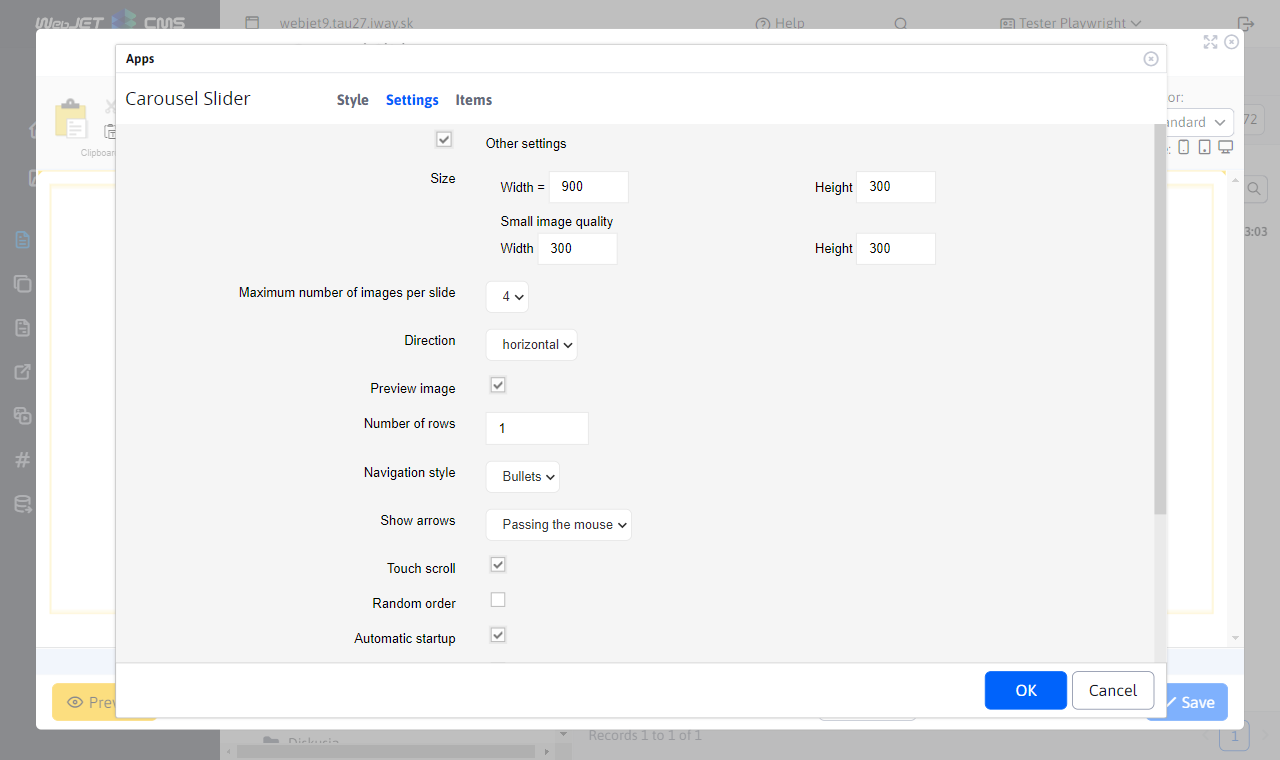 WebJET CMS
webjet9.tau27.iway.sk
Help
Tester Playwright
Apps
Carousel Slider
Style
Settings
Items
or:
andard
72
Clipboar
e:
Other settings
Size
Width =
900
Height
300
Small image quality
Width
300
Height
300
3:03
Maximum number of images per slide
4
Direction
horizontal
Preview image
Number of rows
1
Navigation style
Bullets
Show arrows
Passing the mouse
Touch scroll
Random order
Automatic startup
OK
Cancel
Prev
Save
Diskusia
Records 1 to 1 of 1
1